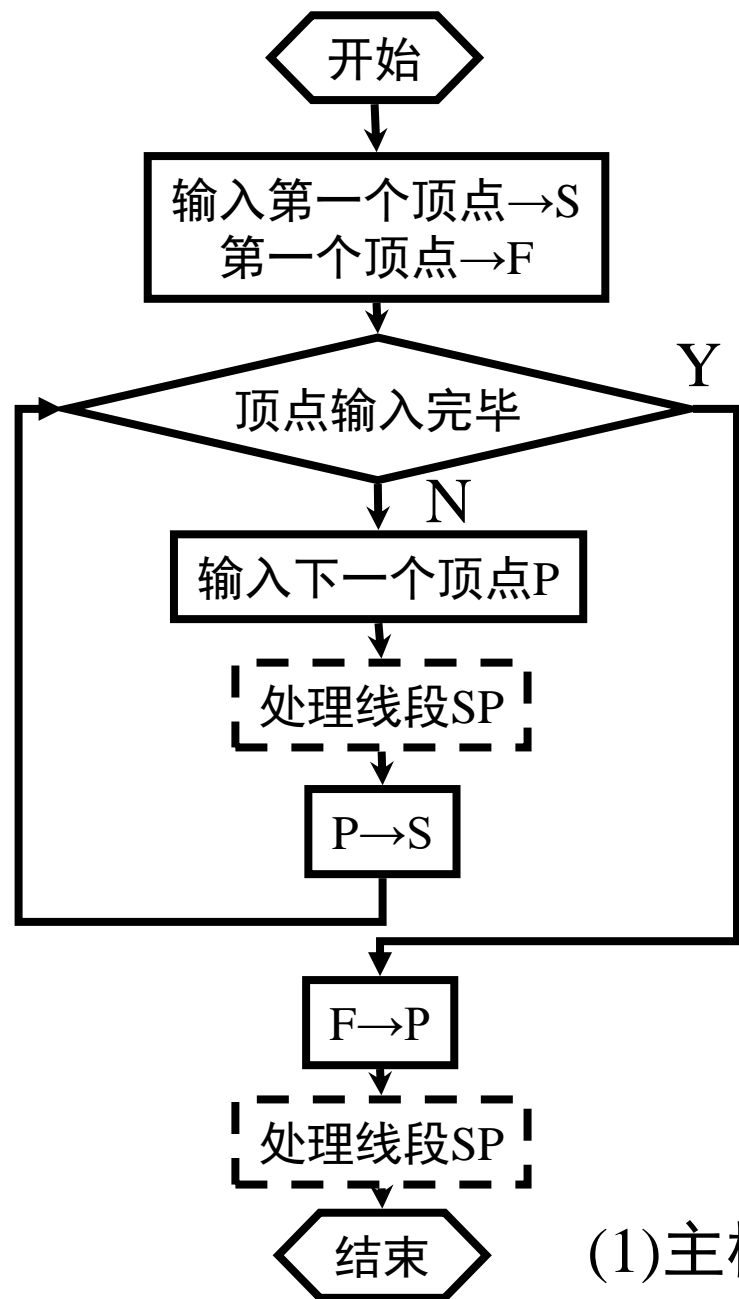 开始
输入第一个顶点→S
第一个顶点→F
Y
顶点输入完毕
N
输入下一个顶点P
处理线段SP
P→S
F→P
处理线段SP
结束
(1)主